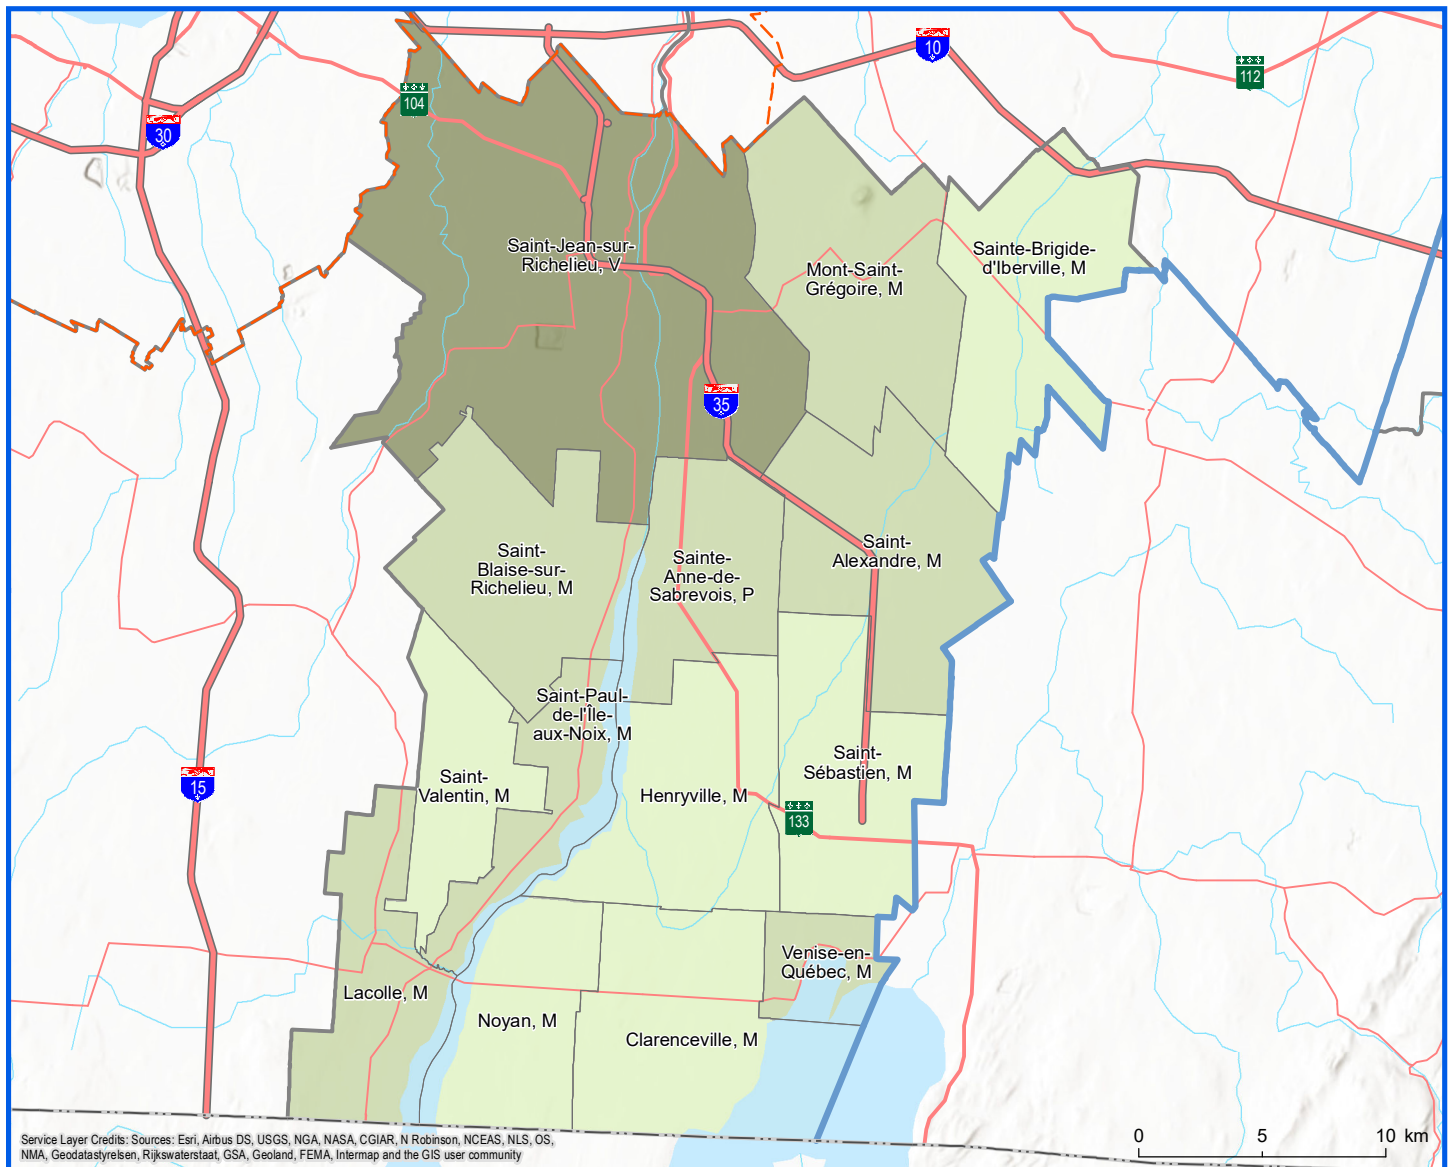 10
112
104
30
Saint-Jean-sur-
Richelieu, V
Sainte-Brigide-
d'Iberville, M
Mont-Saint-
Grégoire, M
35
Saint-
Blaise-sur-
Richelieu, M
Sainte-
Anne-de-
Sabrevois, P
Saint-
Alexandre, M
Saint-Paul-
de-l'Île-
aux-Noix, M
Saint-
Valentin, M
Henryville, M
Saint-
Sébastien, M
15
133
Venise-en-
Québec, M
Lacolle, M
Noyan, M
Clarenceville, M
Service Layer Credits: Sources: Esri, Airbus DS, USGS, NGA, NASA, CGIAR, N Robinson, NCEAS, NLS, OS,
NMA, Geodatastyrelsen, Rijkswaterstaat, GSA, Geoland, FEMA, Intermap and the GIS user community
0 5 10 km